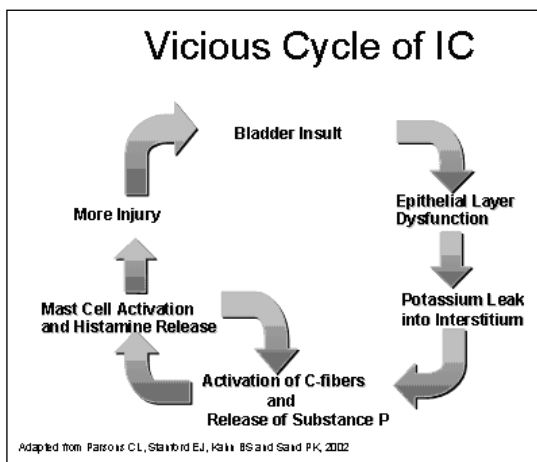 Vicious Cycle of IC
Bladder Insult
Epithelial Layer
Dysfunction
Potassium Leak
into Interstitium
Activation of C-fibers
and
Release of Substance P
Mast Cell Activation
and Histamine Release
More Injury
Adapted from Parsons CL, Stanford EJ, Kahn BS and Sand PK, 2002